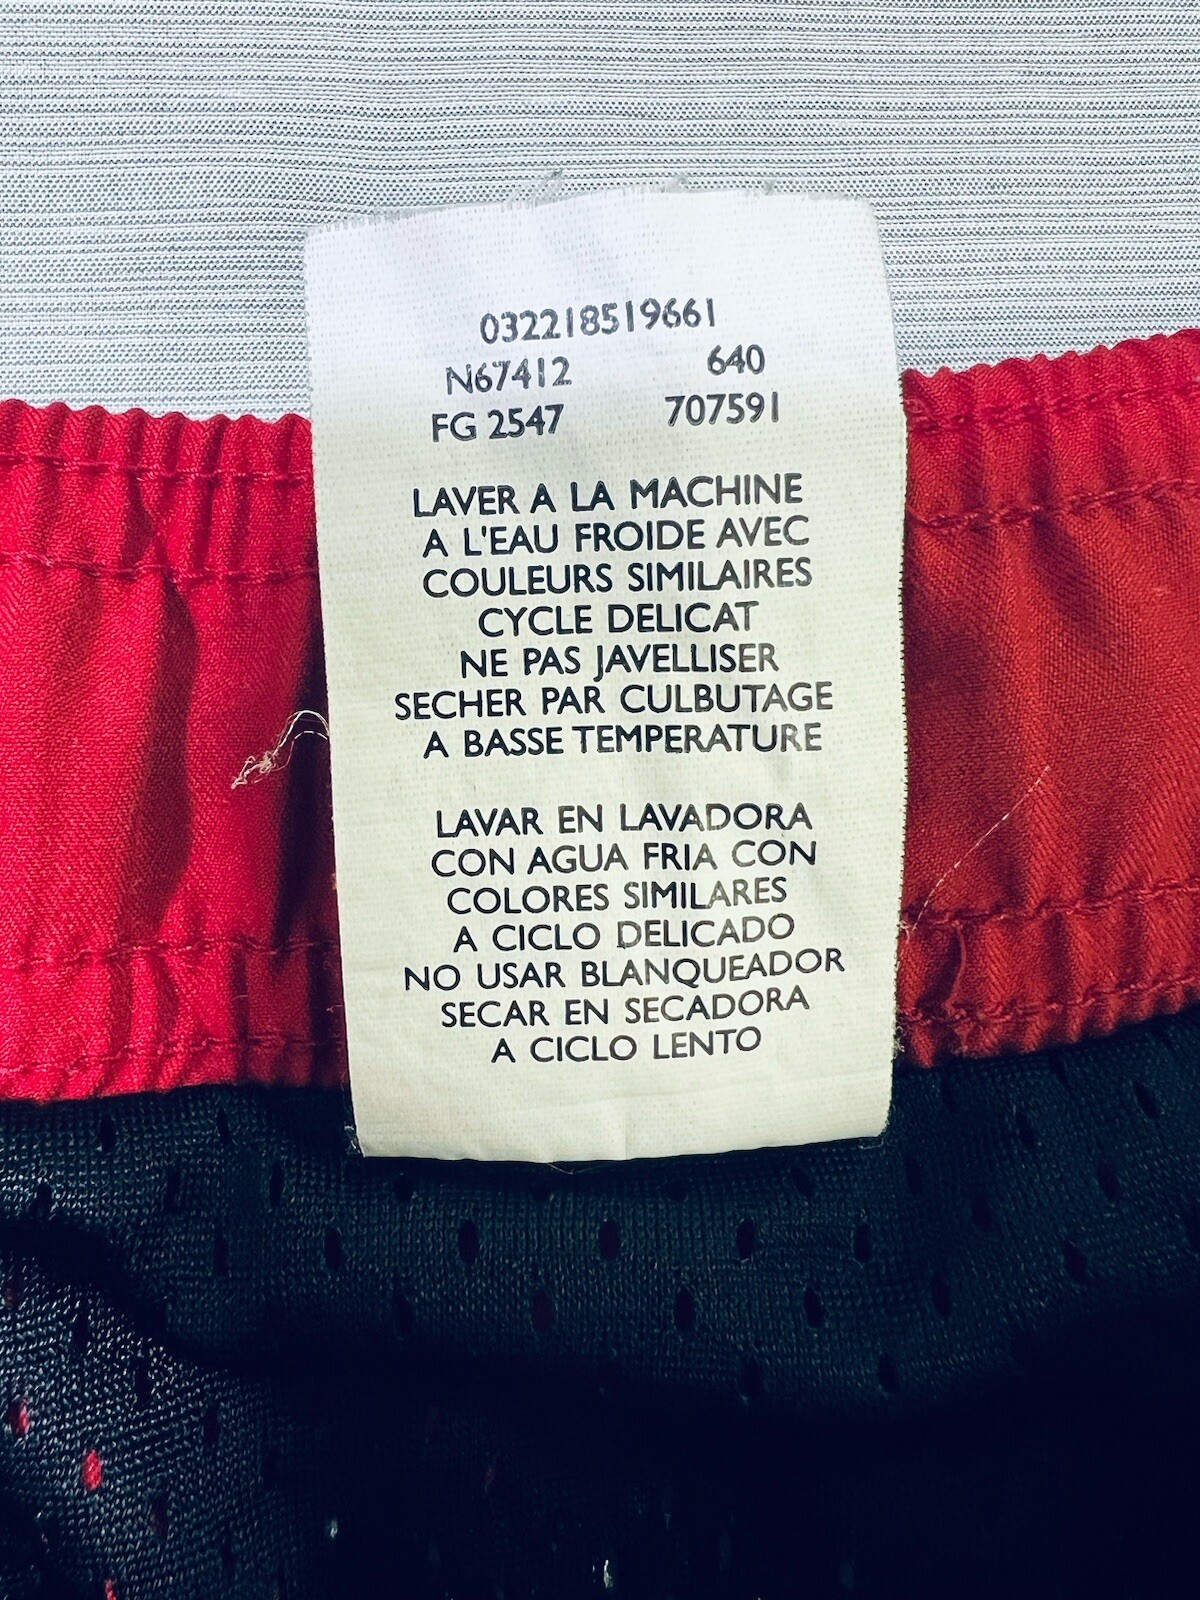 032218519661
N67412 640
FG 2547 707591
LAVER A LA MACHINE
A L'EAU FROIDE AVEC
COULEURS SIMILAIRES
CYCLE DELICAT
NE PAS JAVELLISER
SECHER PAR CULBUTAGE
A BASSE TEMPERATURE
LAVAR EN LAVADORA
CON AGUA FRIA CON
COLORES SIMILARES
A CICLO DELICADO
NO USAR BLANQUEADOR
SECAR EN SECADORA
A CICLO LENTO